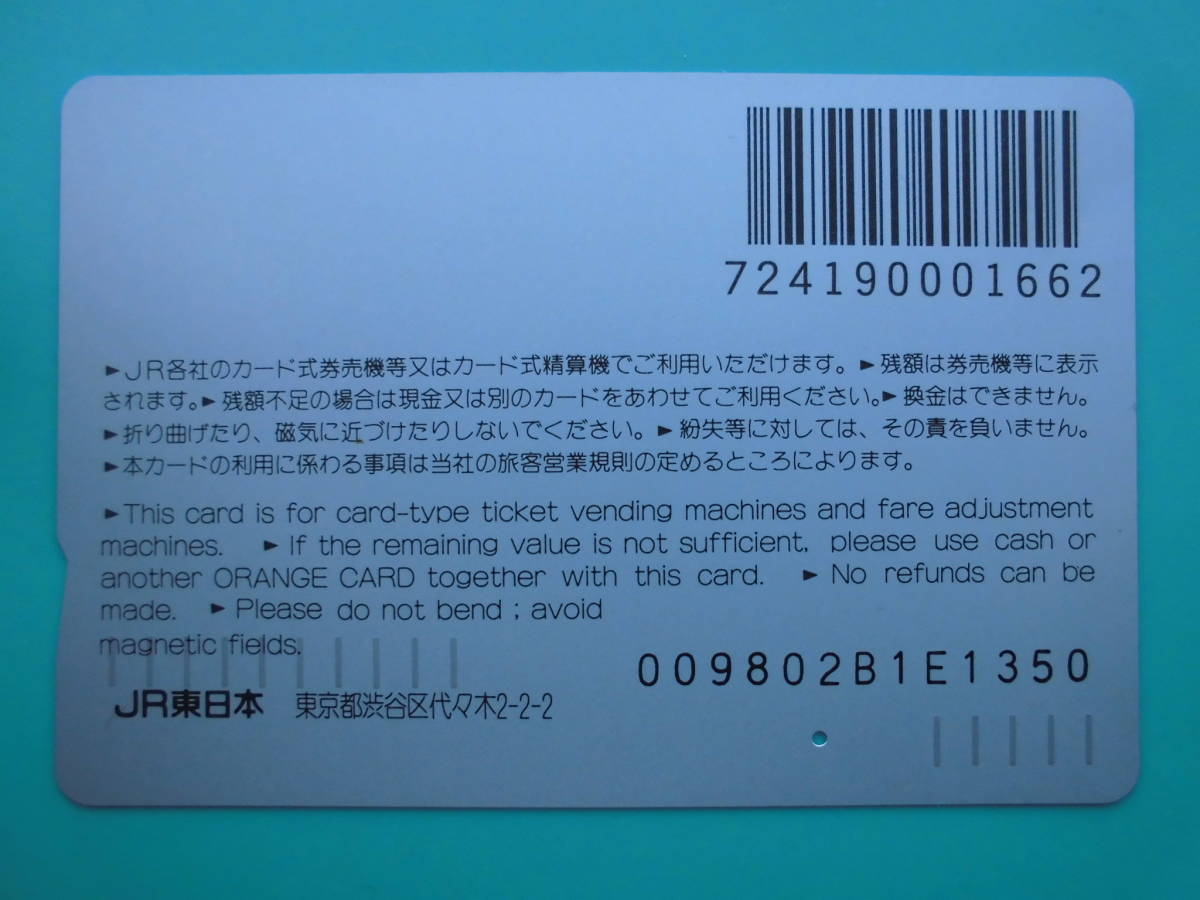 724190001662
►JR各社のカード式券売機等又はカード式精算機でご利用いただけます。►残額は券売機等に表示
されます。►残額不足の場合は現金又は別のカードをあわせてご利用ください。►換金はできません。
►折り曲げたり、磁気に近づけたりしないでください。►紛失等に対しては、その責を負いません。
►本カードの利用に係わる事項は当社の旅客営業規則の定めるところによります。
►This card is for card-type ticket vending machines and fare adjustment
machines. ►If the remaining value is not sufficient, please use cash or
another ORANGE CARD together with this card. ►No refunds can be
made. ►Please do not bend ; avoid
magnetic fields.
009802B1E1350
JR東日本 東京都渋谷区代々木2-2-2